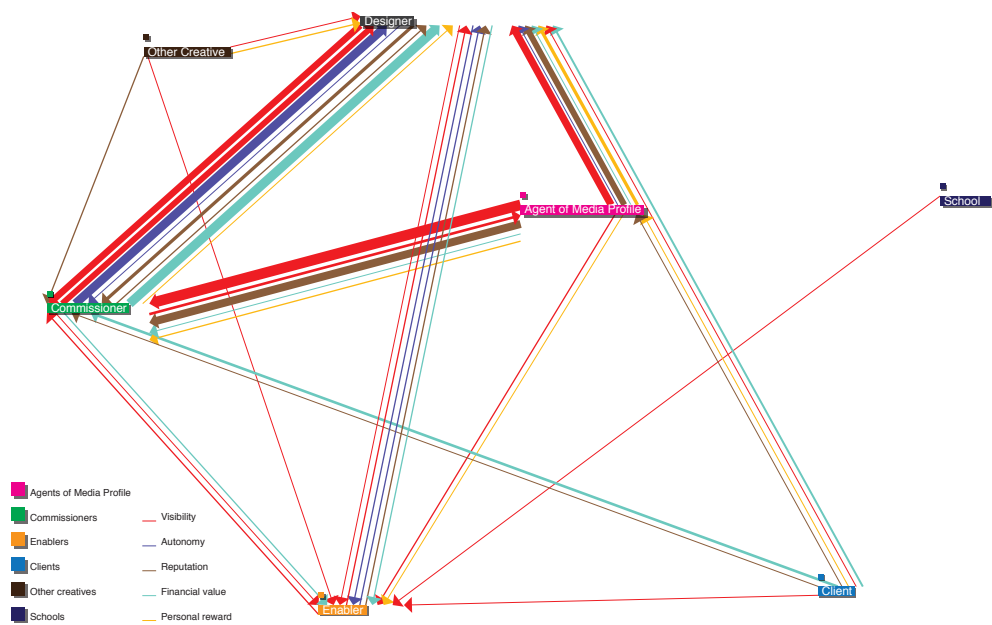 Designer
Other Creative
School
Agent of Media Profile
Commissioner
Agents of Media Profile
Commissioners
Visibility
Enablers
Autonomy
Clients
Reputation
Other creatives
Financial value
Schools
Personal reward
Client
Enabler